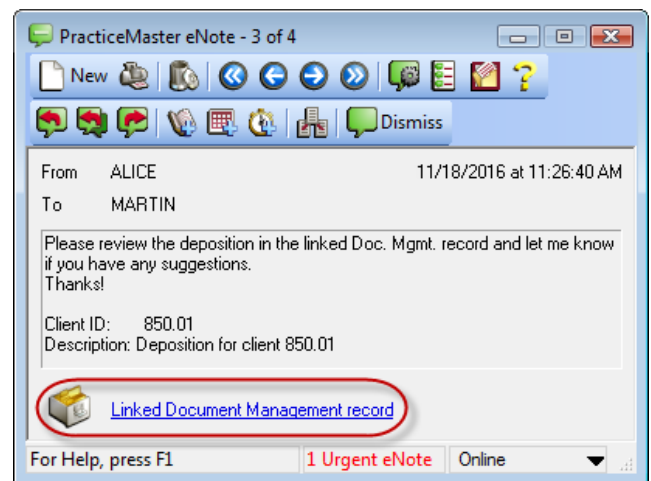 PracticeMaster eNote - 3 of 4
New
Dismiss
From ALICE 11/18/2016 at 11:26:40 AM
To MARTIN
Please review the deposition in the linked Doc. Mgmt. record and let me know
if you have any suggestions.
Thanks!
Client ID: 850.01
Description: Deposition for client 850.01
Linked Document Management record
For Help, press F1 1 Urgent eNote Online